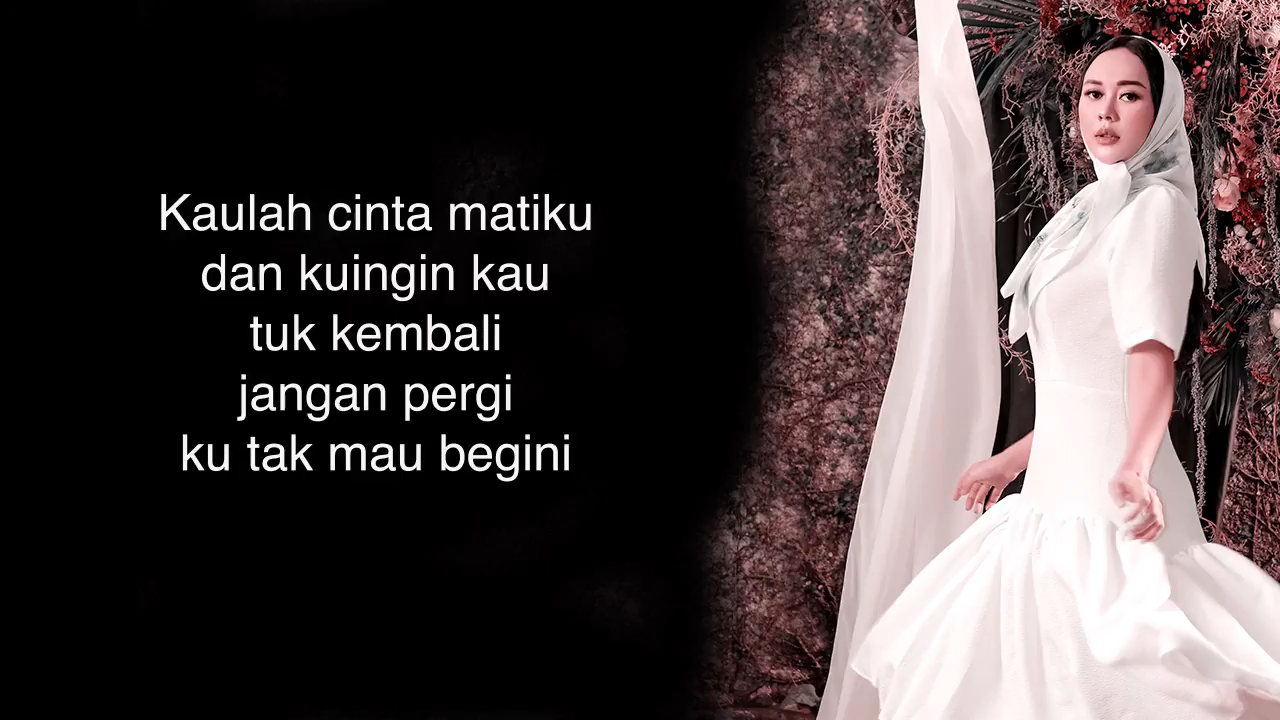 Kaulah cinta matiku
dan kuingin kau
tuk kembali
jangan pergi
ku tak mau begini